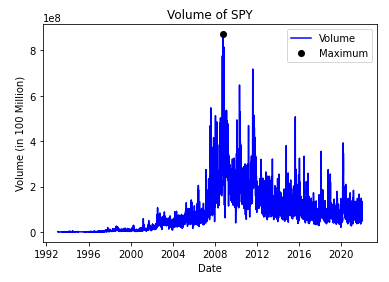 Volume of SPY
1e8
Volume
Maximum
8
6
4
2
0
Volume (in 100 Million)
1992 1996 2000 2004 2008 2012 2016 2020
Date